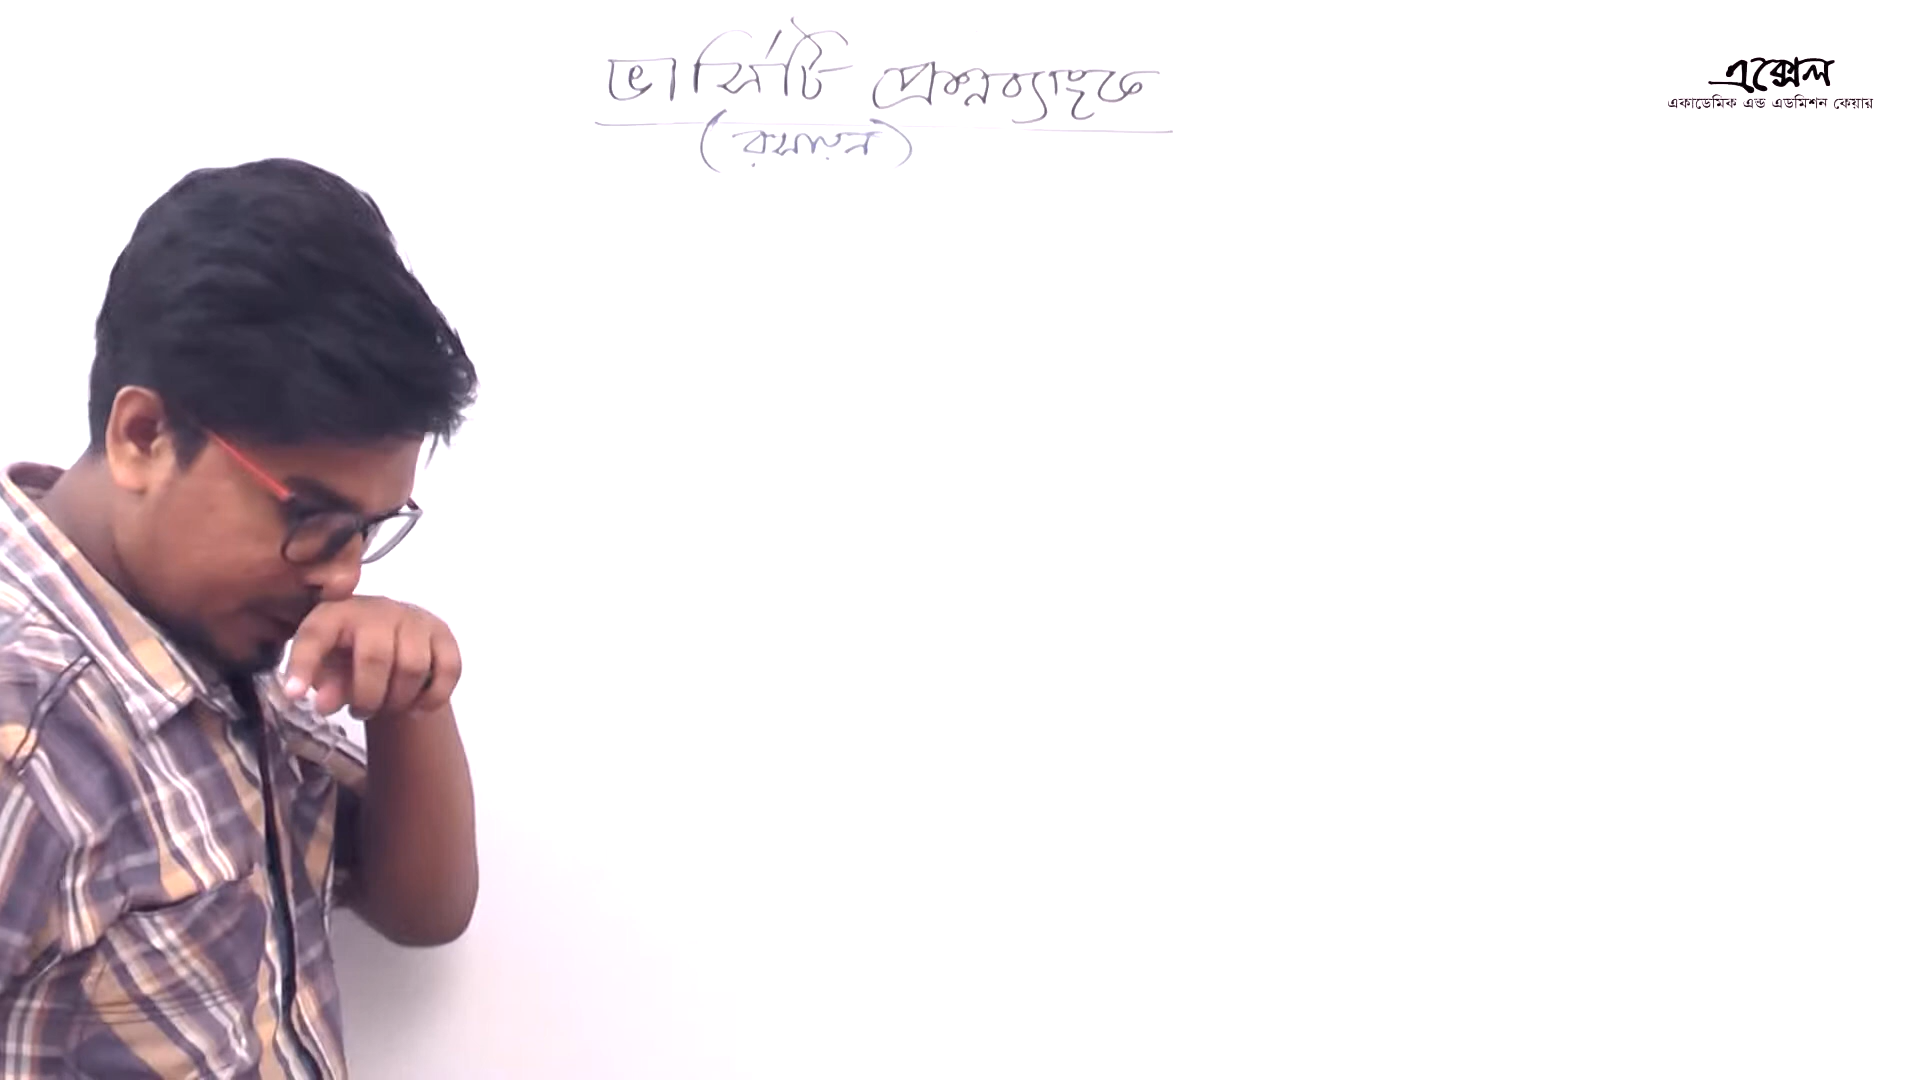 ভার্সিটি প্রশ্নব্যাংকে
(রসায়ন)
এক্সেল
একাডেমিক এন্ড এডমিশন কেয়ার